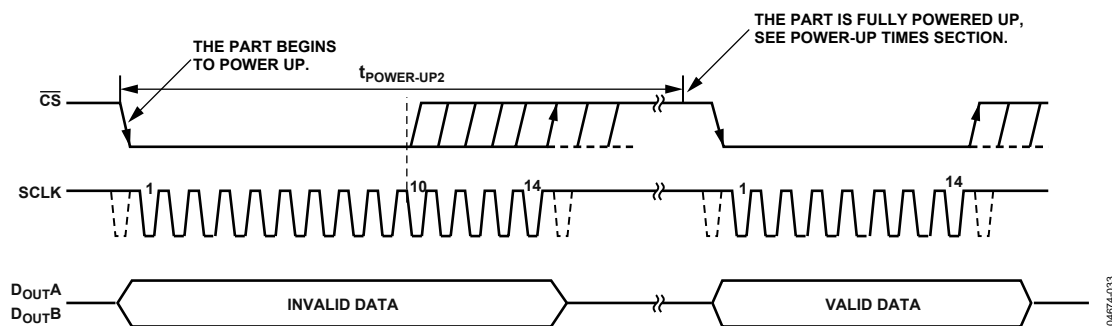 THE PART BEGINS
TO POWER UP.
THE PART IS FULLY POWERED UP,
SEE POWER-UP TIMES SECTION.
tPOWER-UP2
CS
SCLK
1
10
14
1
14
DOUTA
DOUTB
INVALID DATA
VALID DATA
04674-033